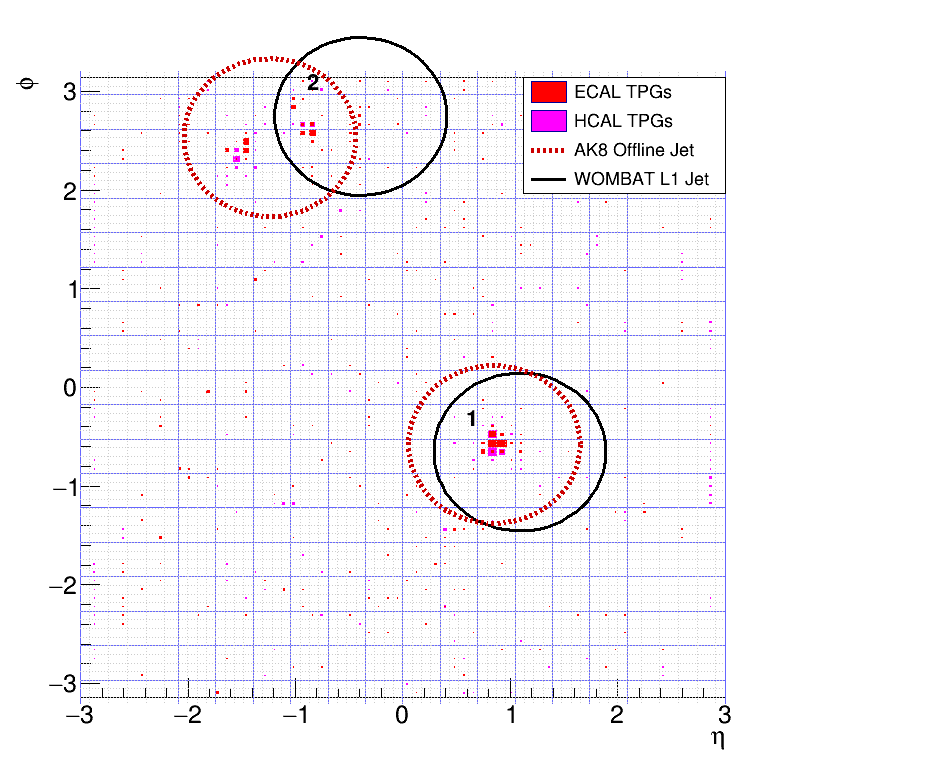 ϕ
3
2
1
0
−1
−2
−3
2
1
ECAL TPGs
HCAL TPGs
AK8 Offline Jet
WOMBAT L1 Jet
−3 −2 −1 0 1 2 3
η